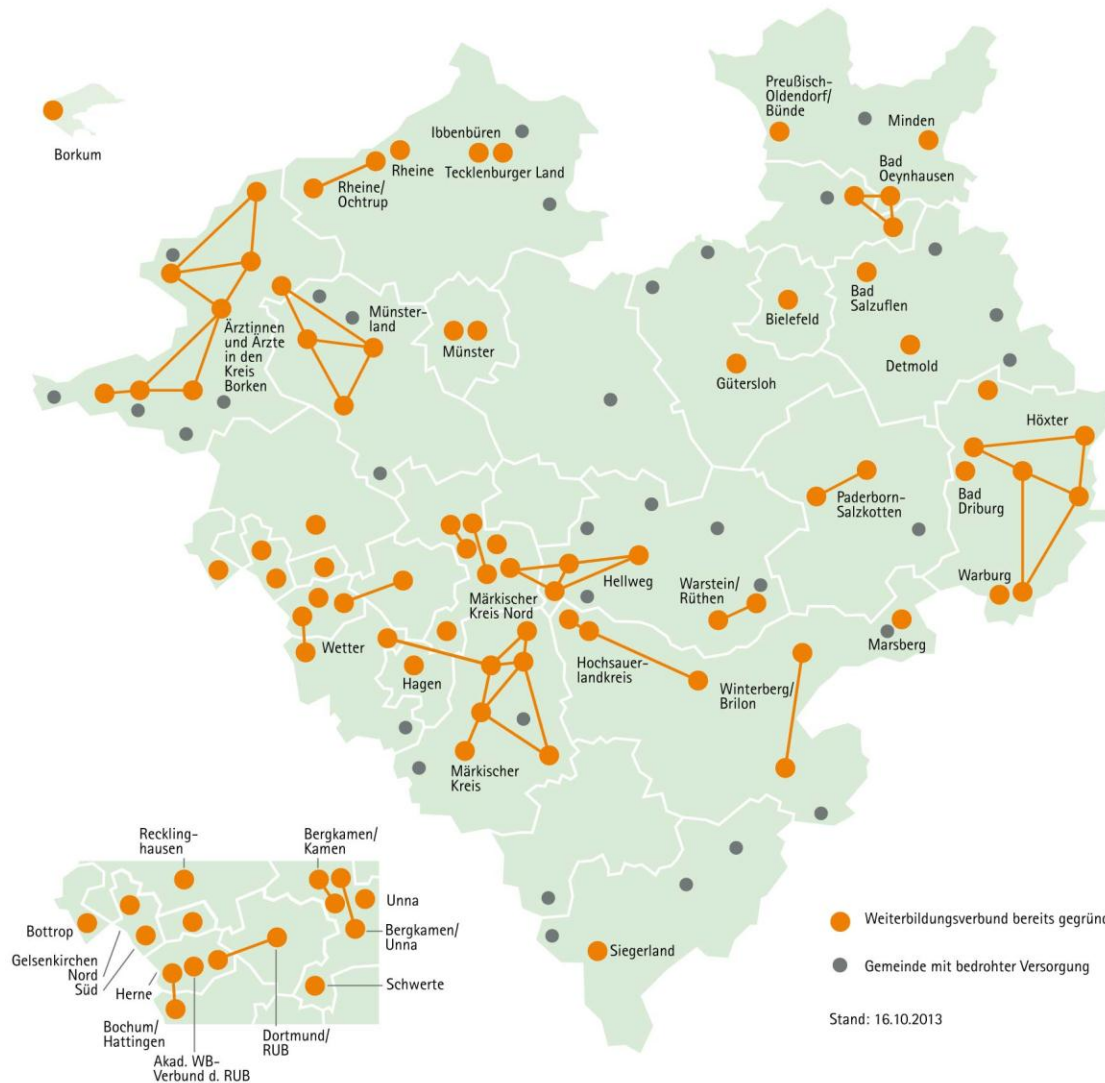 Borkum
Preußisch-
Oldendorf/
Bünde
Minden
Ibbenbüren
Rheine
Tecklenburger Land
Bad
Oeynhausen
Rheine/
Ochtrup
Ärztinnen
und Ärzte
in den
Kreis
Borken
Münster-
land
Münster
Bielefeld
Bad
Salzuflen
Gütersloh
Detmold
Höxter
Paderborn-
Salzkotten
Bad
Driburg
Warburg
Hellweg
Warstein/
Rüthen
Märkischer
Kreis Nord
Wetter
Hagen
Hochsauer-
landkreis
Marsberg
Winterberg/
Brilon
Märkischer
Kreis
Siegerland
Reckling-
hausen
Bergkamen/
Kamen
Unna
Bottrop
Bergkamen/
Unna
Gelsenkirchen
Nord
Süd
Herne
Schwerte
Bochum/
Hattingen
Akad. WB-
Verbund d. RUB
Dortmund/
RUB
Weiterbildungsverbund bereits gegründ
Gemeinde mit bedrohter Versorgung
Stand: 16.10.2013